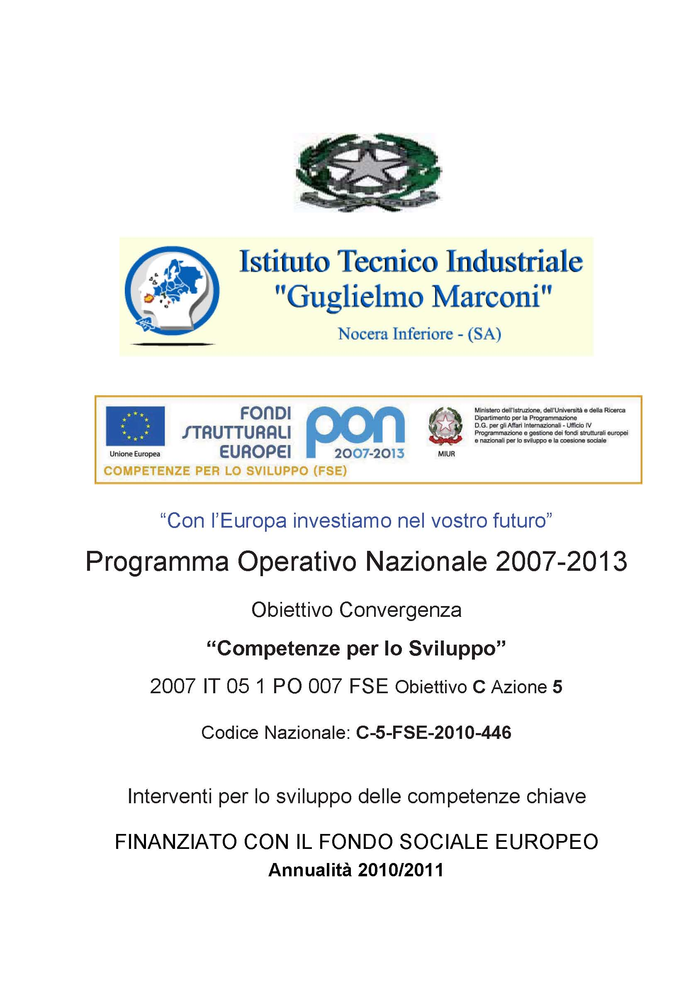 Istituto Tecnico Industriale
"Guglielmo Marconi"
Nocera Inferiore - (SA)
Unione Europea
FONDI
STRUTTURALI
EUROPEI
pon
2007-2013
MIUR
Ministero dell'Istruzione, dell'Università e della Ricerca
Dipartimento per la Programmazione
D.G. per gli Affari Internazionali - Ufficio IV
Programmazione e gestione dei fondi strutturali europei
e nazionali per lo sviluppo e la coesione sociale
COMPETENZE PER LO SVILUPPO (FSE)
“Con l’Europa investiamo nel vostro futuro”
Programma Operativo Nazionale 2007-2013
Obiettivo Convergenza
“Competenze per lo Sviluppo”
2007 IT 05 1 PO 007 FSE Obiettivo C Azione 5
Codice Nazionale: C-5-FSE-2010-446
Interventi per lo sviluppo delle competenze chiave
FINANZIATO CON IL FONDO SOCIALE EUROPEO
Annualità 2010/2011